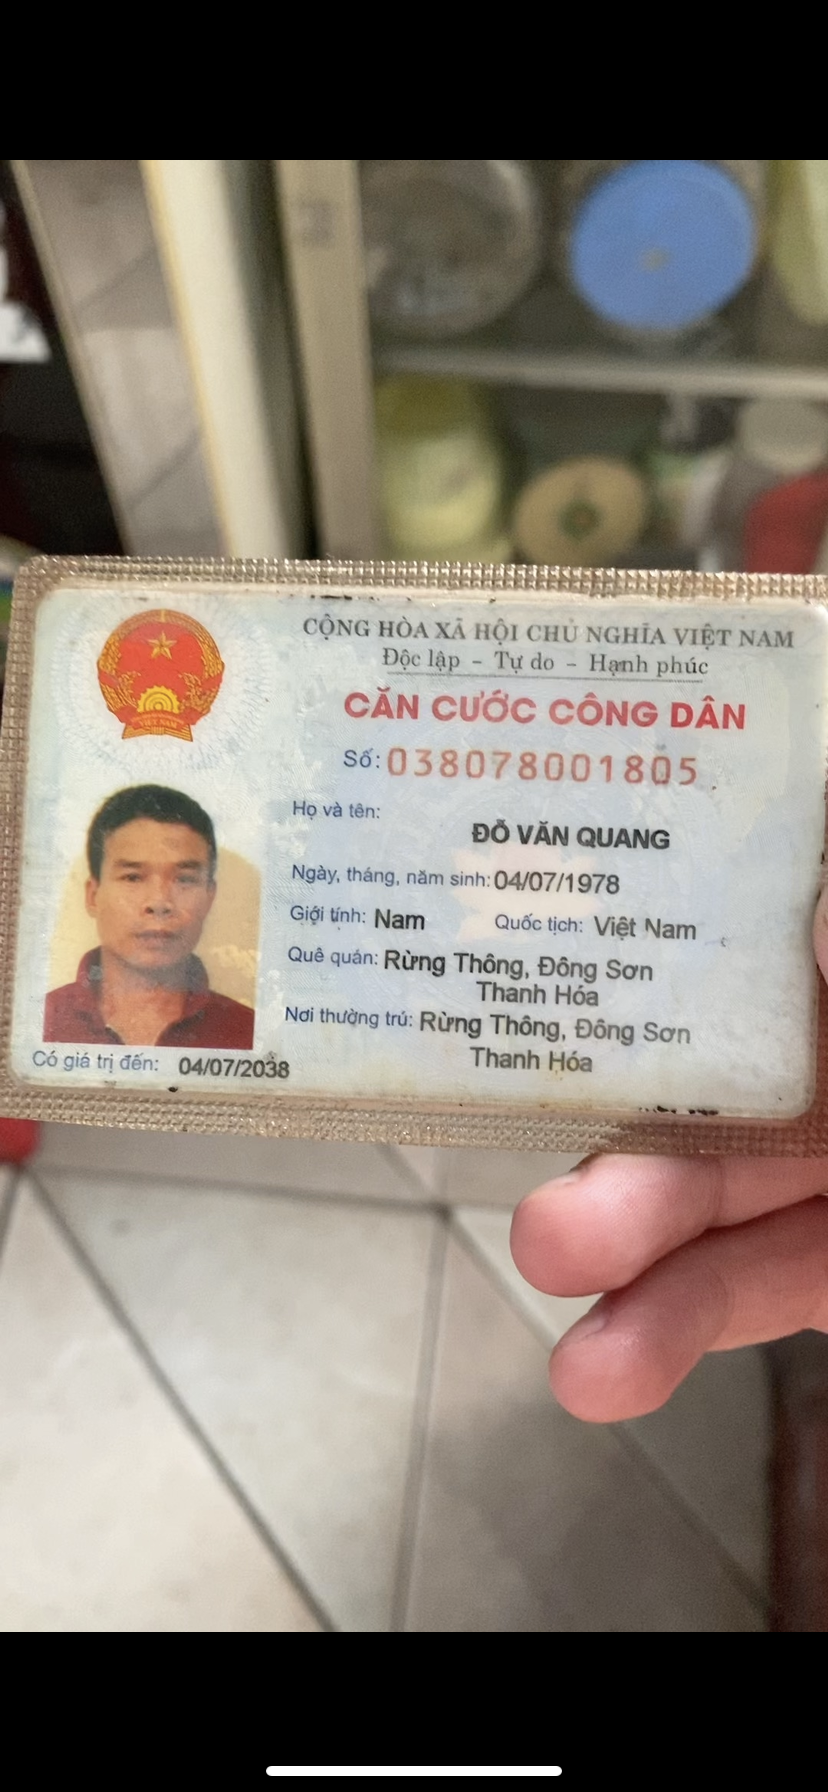 CỘNG HÒA XÃ HỘI CHỦ NGHĨA VIỆT NAM
Độc lập - Tự do - Hạnh phúc
CĂN CƯỚC CÔNG DÂN
Số: 038078001805
Họ và tên:
ĐỖ VĂN QUANG
Ngày, tháng, năm sinh: 04/07/1978
Giới tính: Nam Quốc tịch: Việt Nam
Quê quán: Rừng Thông, Đông Sơn
Thanh Hóa
Nơi thường trú: Rừng Thông, Đông Sơn
Thanh Hóa
Có giá trị đến: 04/07/2038
VIỆT NAM